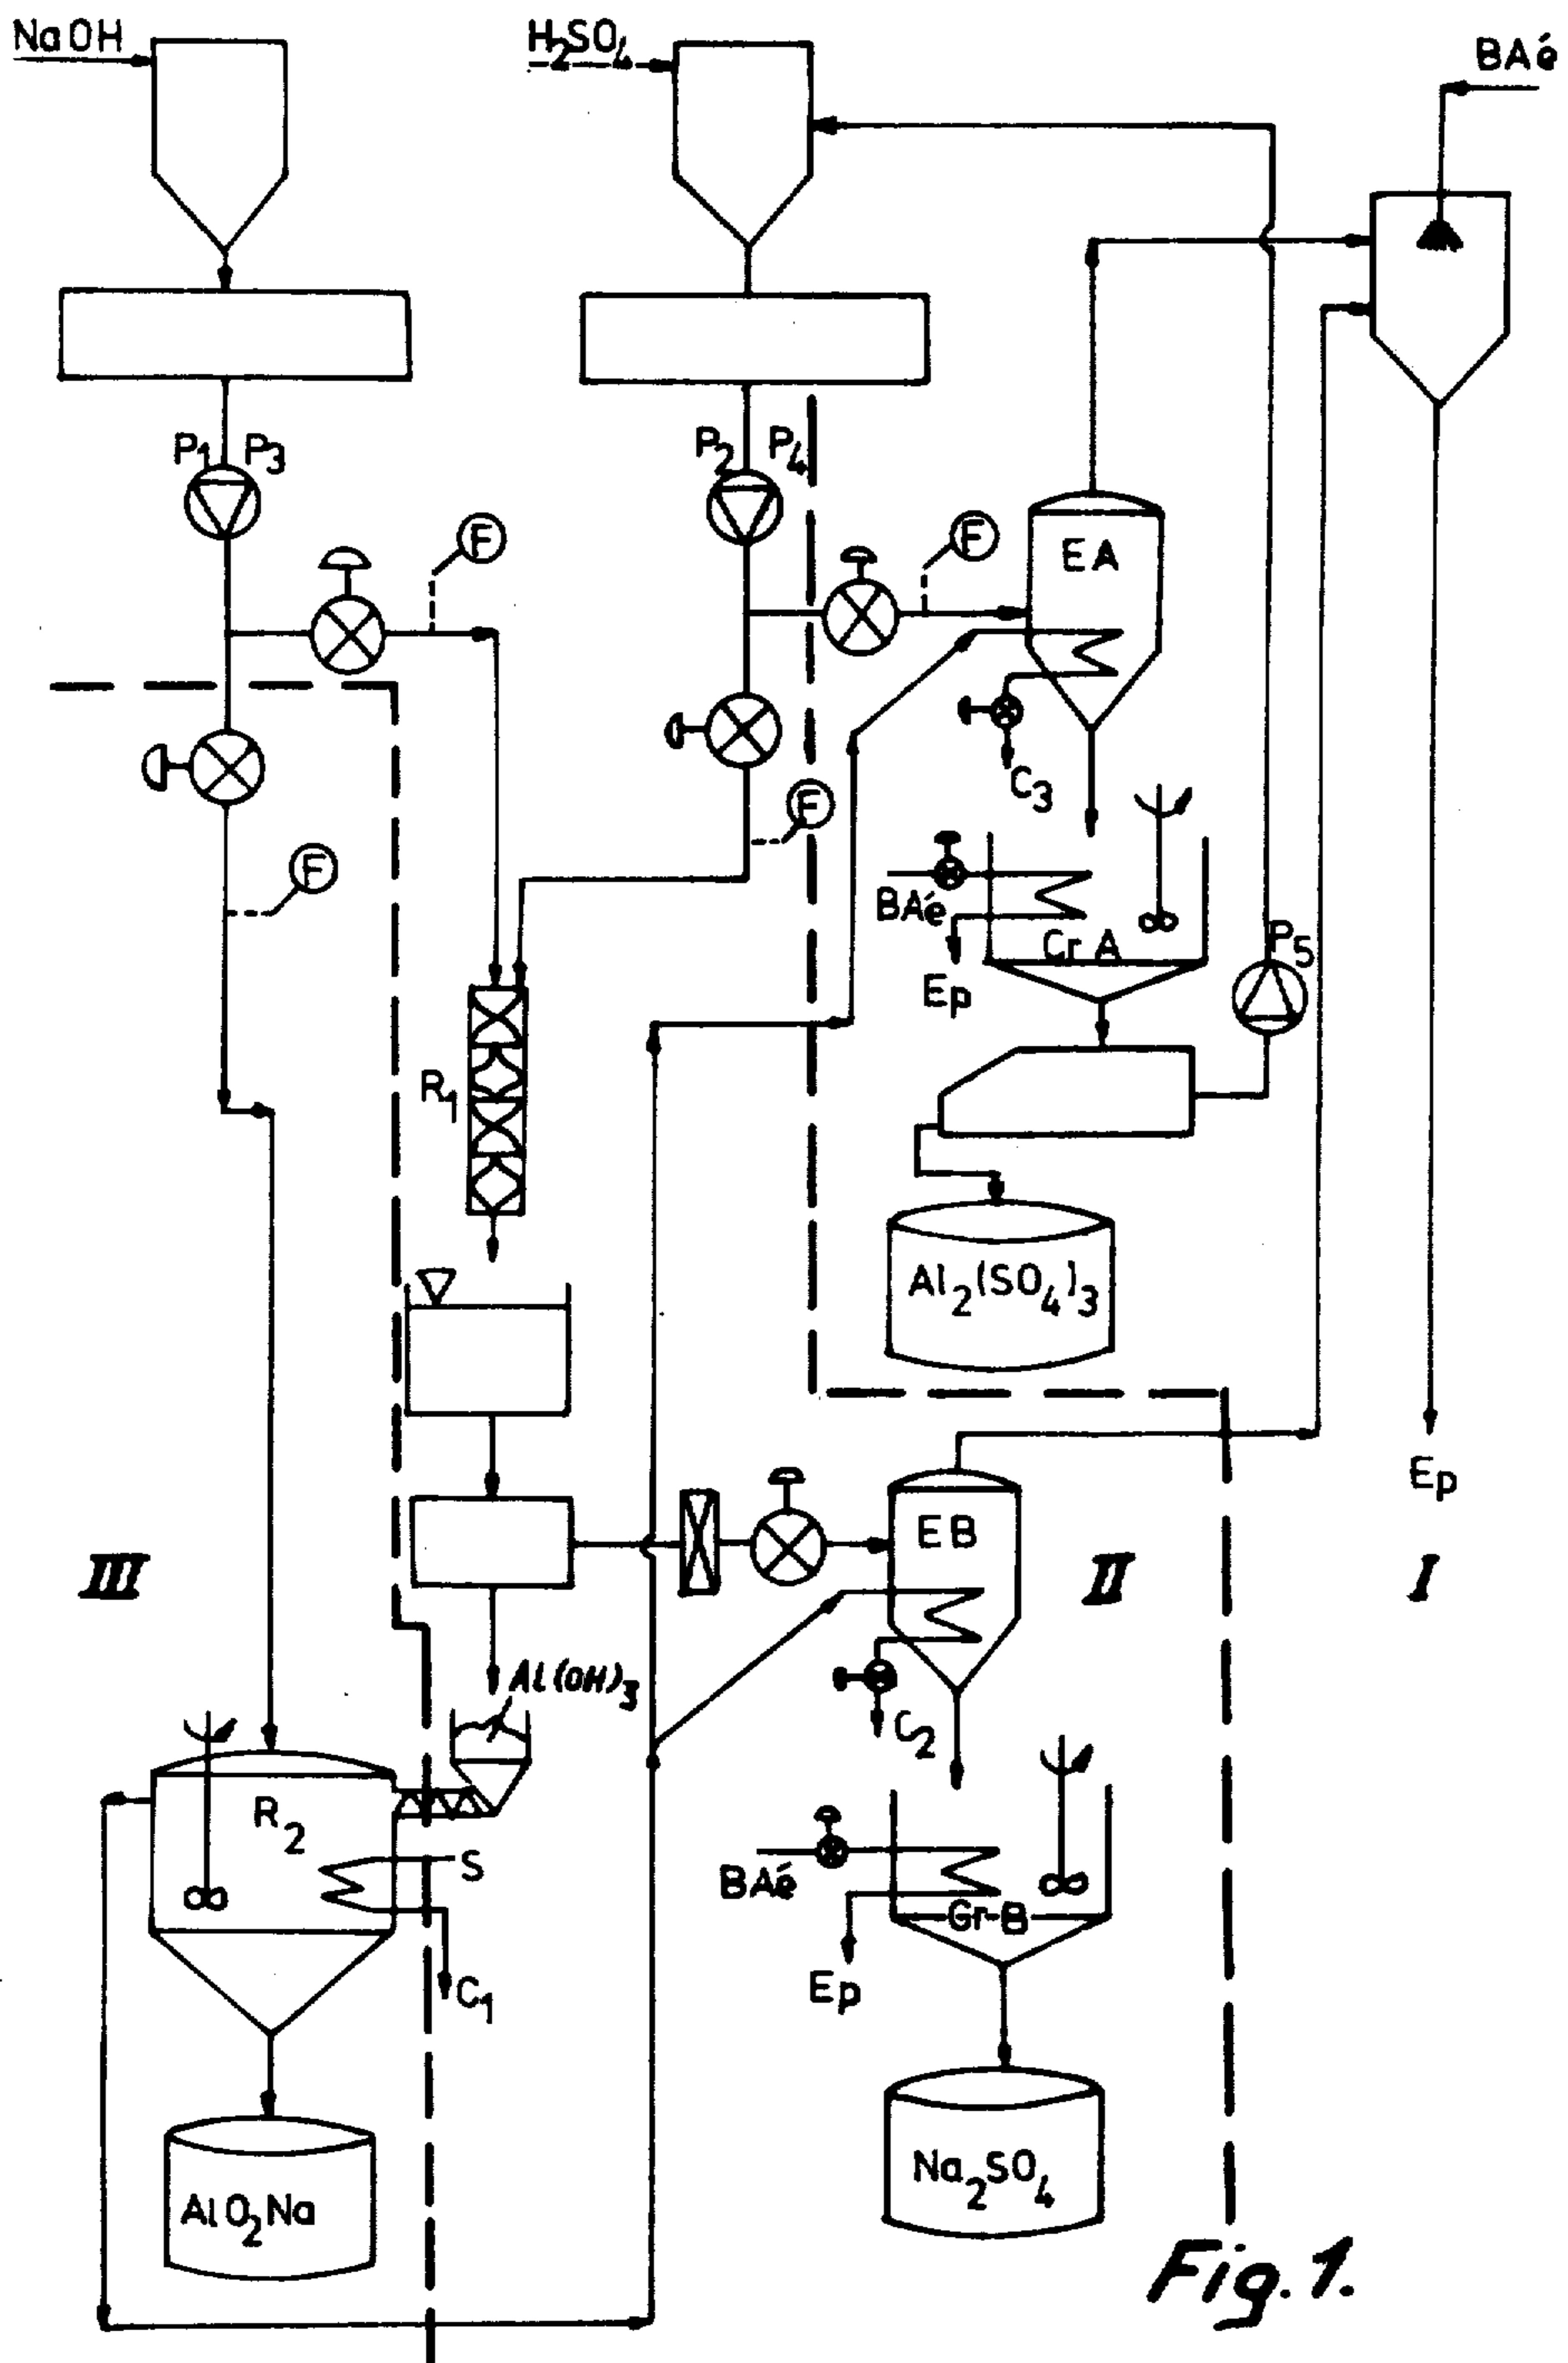 NaOH
H₂SO₄
BAé
P₁ P₃
P₂ P₄
F
F
EA
C₃
F
F
BAé
Cr A
Ep
P₅
R₁
Al₂(SO₄)₃
Ep
EB
III
II
I
C₂
Al(OH)₃
R₂
S
BAé
Gr-B
Ep
C₁
Na₂SO₄
AlO₂Na
Fig. 1.